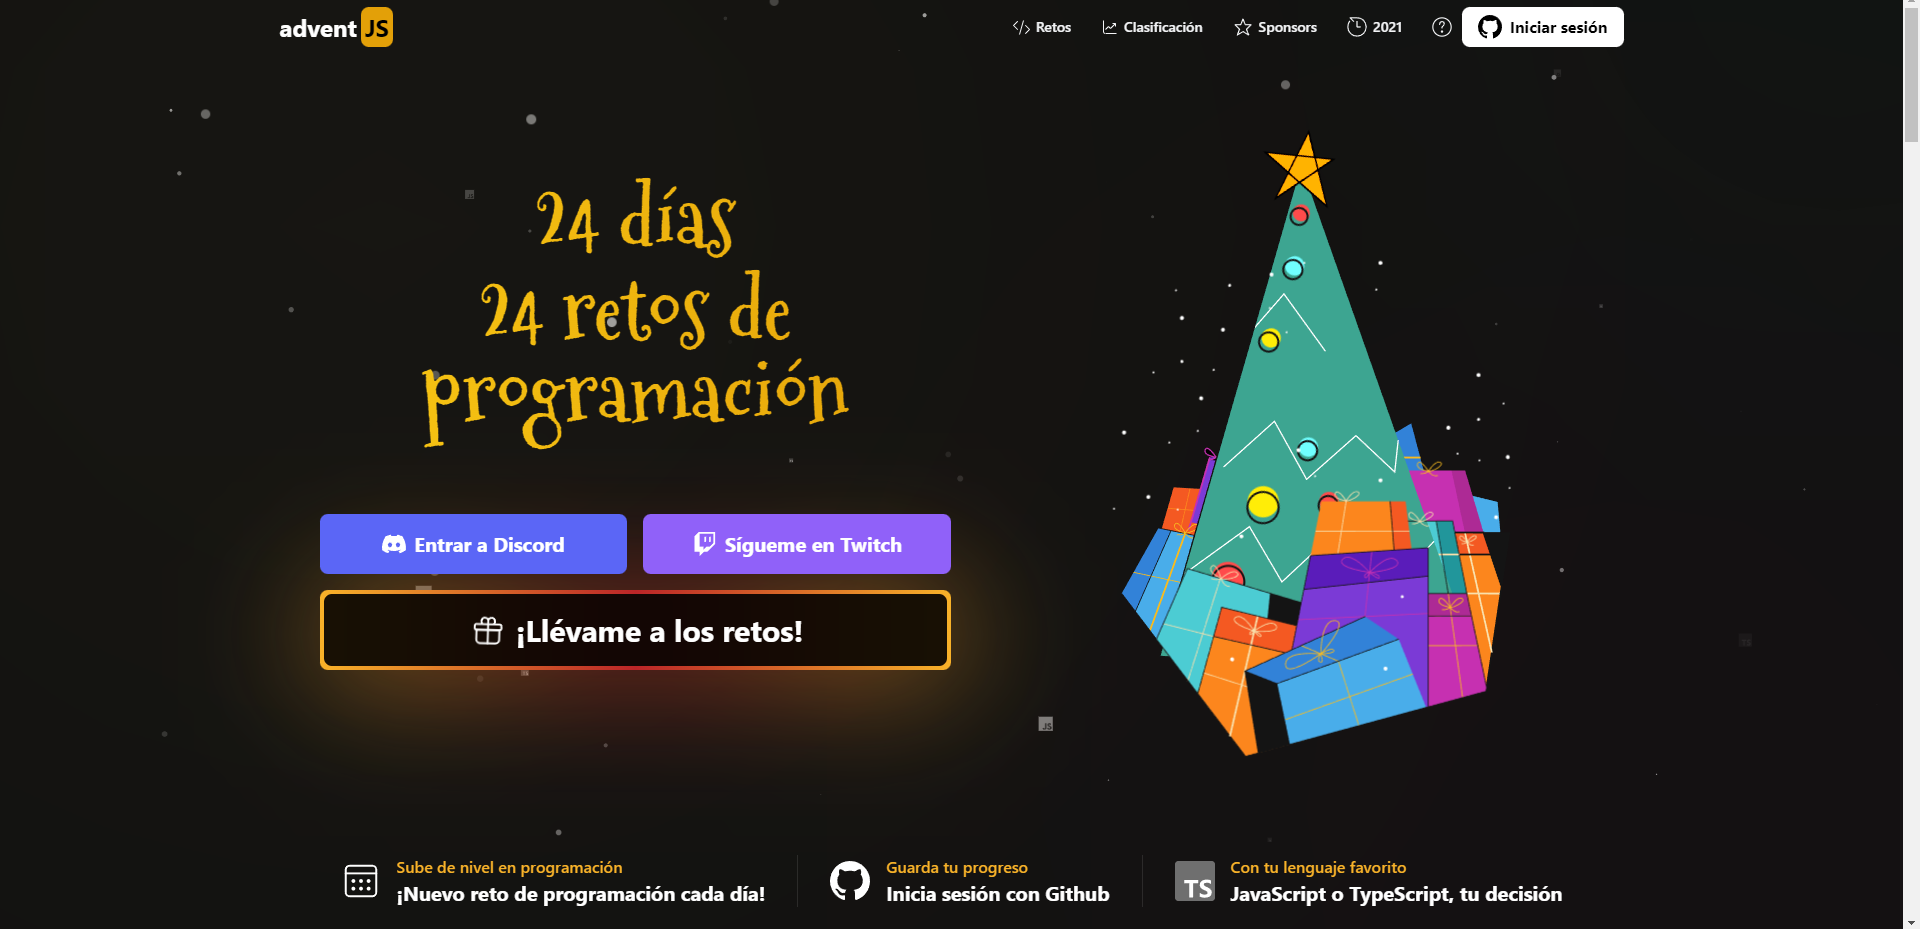 advent JS
Retos
Clasificación
Sponsors
2021
Iniciar sesión
24 días
24 retos de
programación
Entrar a Discord
Sígueme en Twitch
¡Llévame a los retos!
JS
Sube de nivel en programación
¡Nuevo reto de programación cada día!
Guarda tu progreso
Inicia sesión con Github
TS
Con tu lenguaje favorito
JavaScript o TypeScript, tu decisión